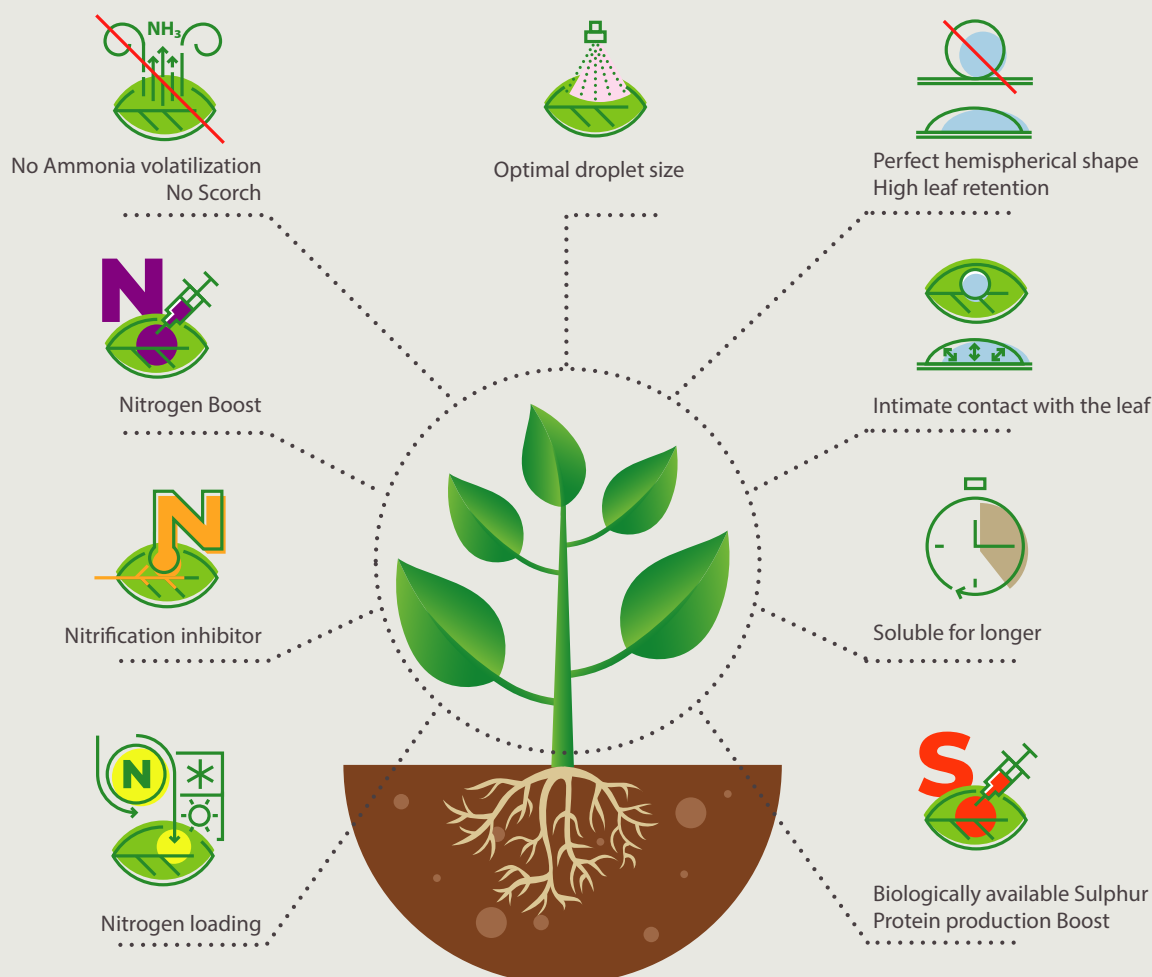 NH₃
No Ammonia volatilization
No Scorch
Optimal droplet size
Perfect hemispherical shape
High leaf retention
N
Nitrogen Boost
Intimate contact with the leaf
N
Nitrification inhibitor
Soluble for longer
N
Nitrogen loading
S
Biologically available Sulphur
Protein production Boost